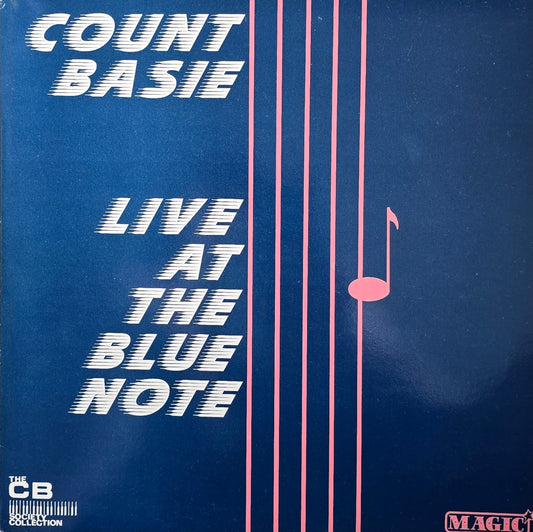 COUNT
BASIE
LIVE
AT
THE
BLUE
NOTE
THE
CB
SOCIETY
COLLECTION
MAGIC